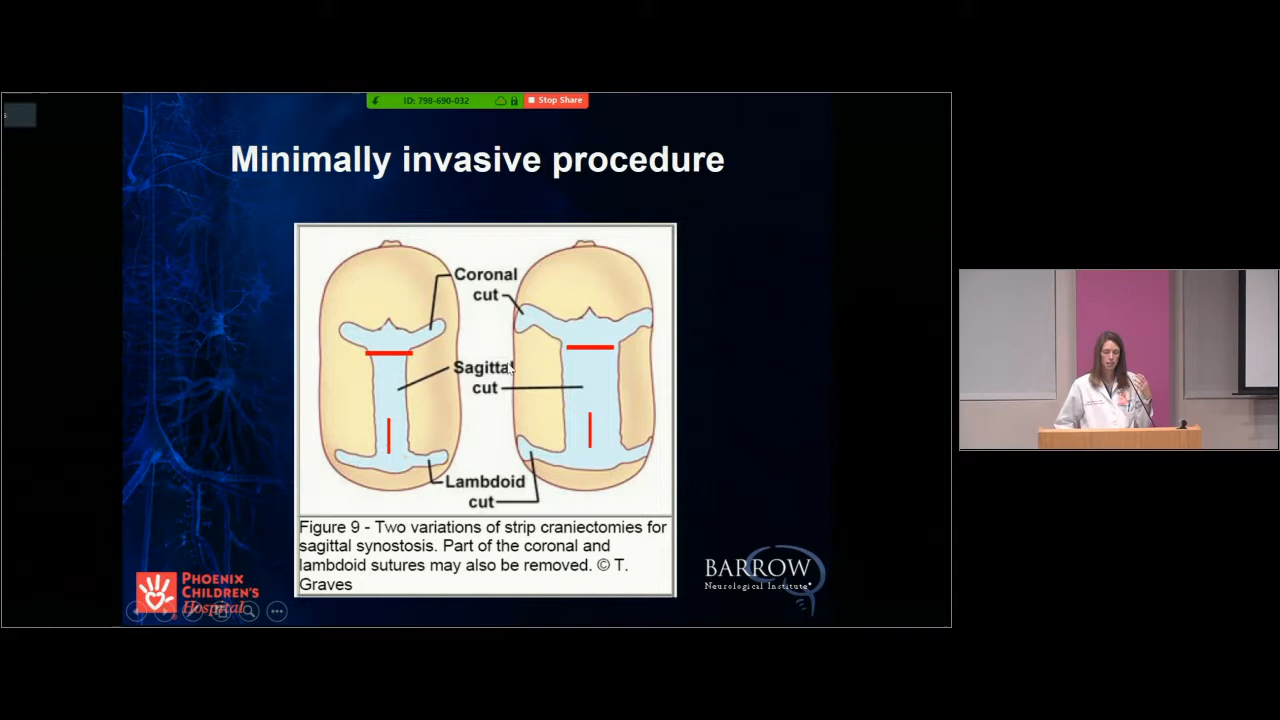 ID: 798-690-032
Stop Share
s
Minimally invasive procedure
Coronal
cut
Sagittal
cut
Lambdoid
cut
Figure 9 - Two variations of strip craniectomies for
sagittal synostosis. Part of the coronal and
lambdoid sutures may also be removed. © T.
Graves
PHOENIX
CHILDREN'S
Hospital
BARROW
Neurological Institute®